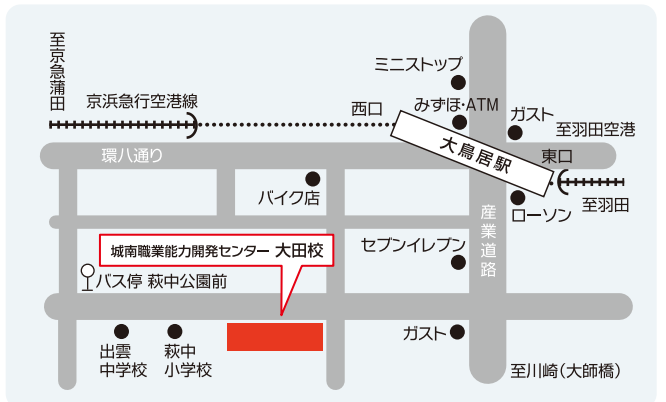 至京急蒲田
京浜急行空港線
西口
ミニストップ
みずほ・ATM
ガスト
至羽田空港
大鳥居駅
東口
至羽田
ローソン
環八通り
バイク店
産業道路
セブンイレブン
城南職業能力開発センター 大田校
バス停 萩中公園前
出雲
中学校
萩中
小学校
ガスト
至川崎(大師橋)